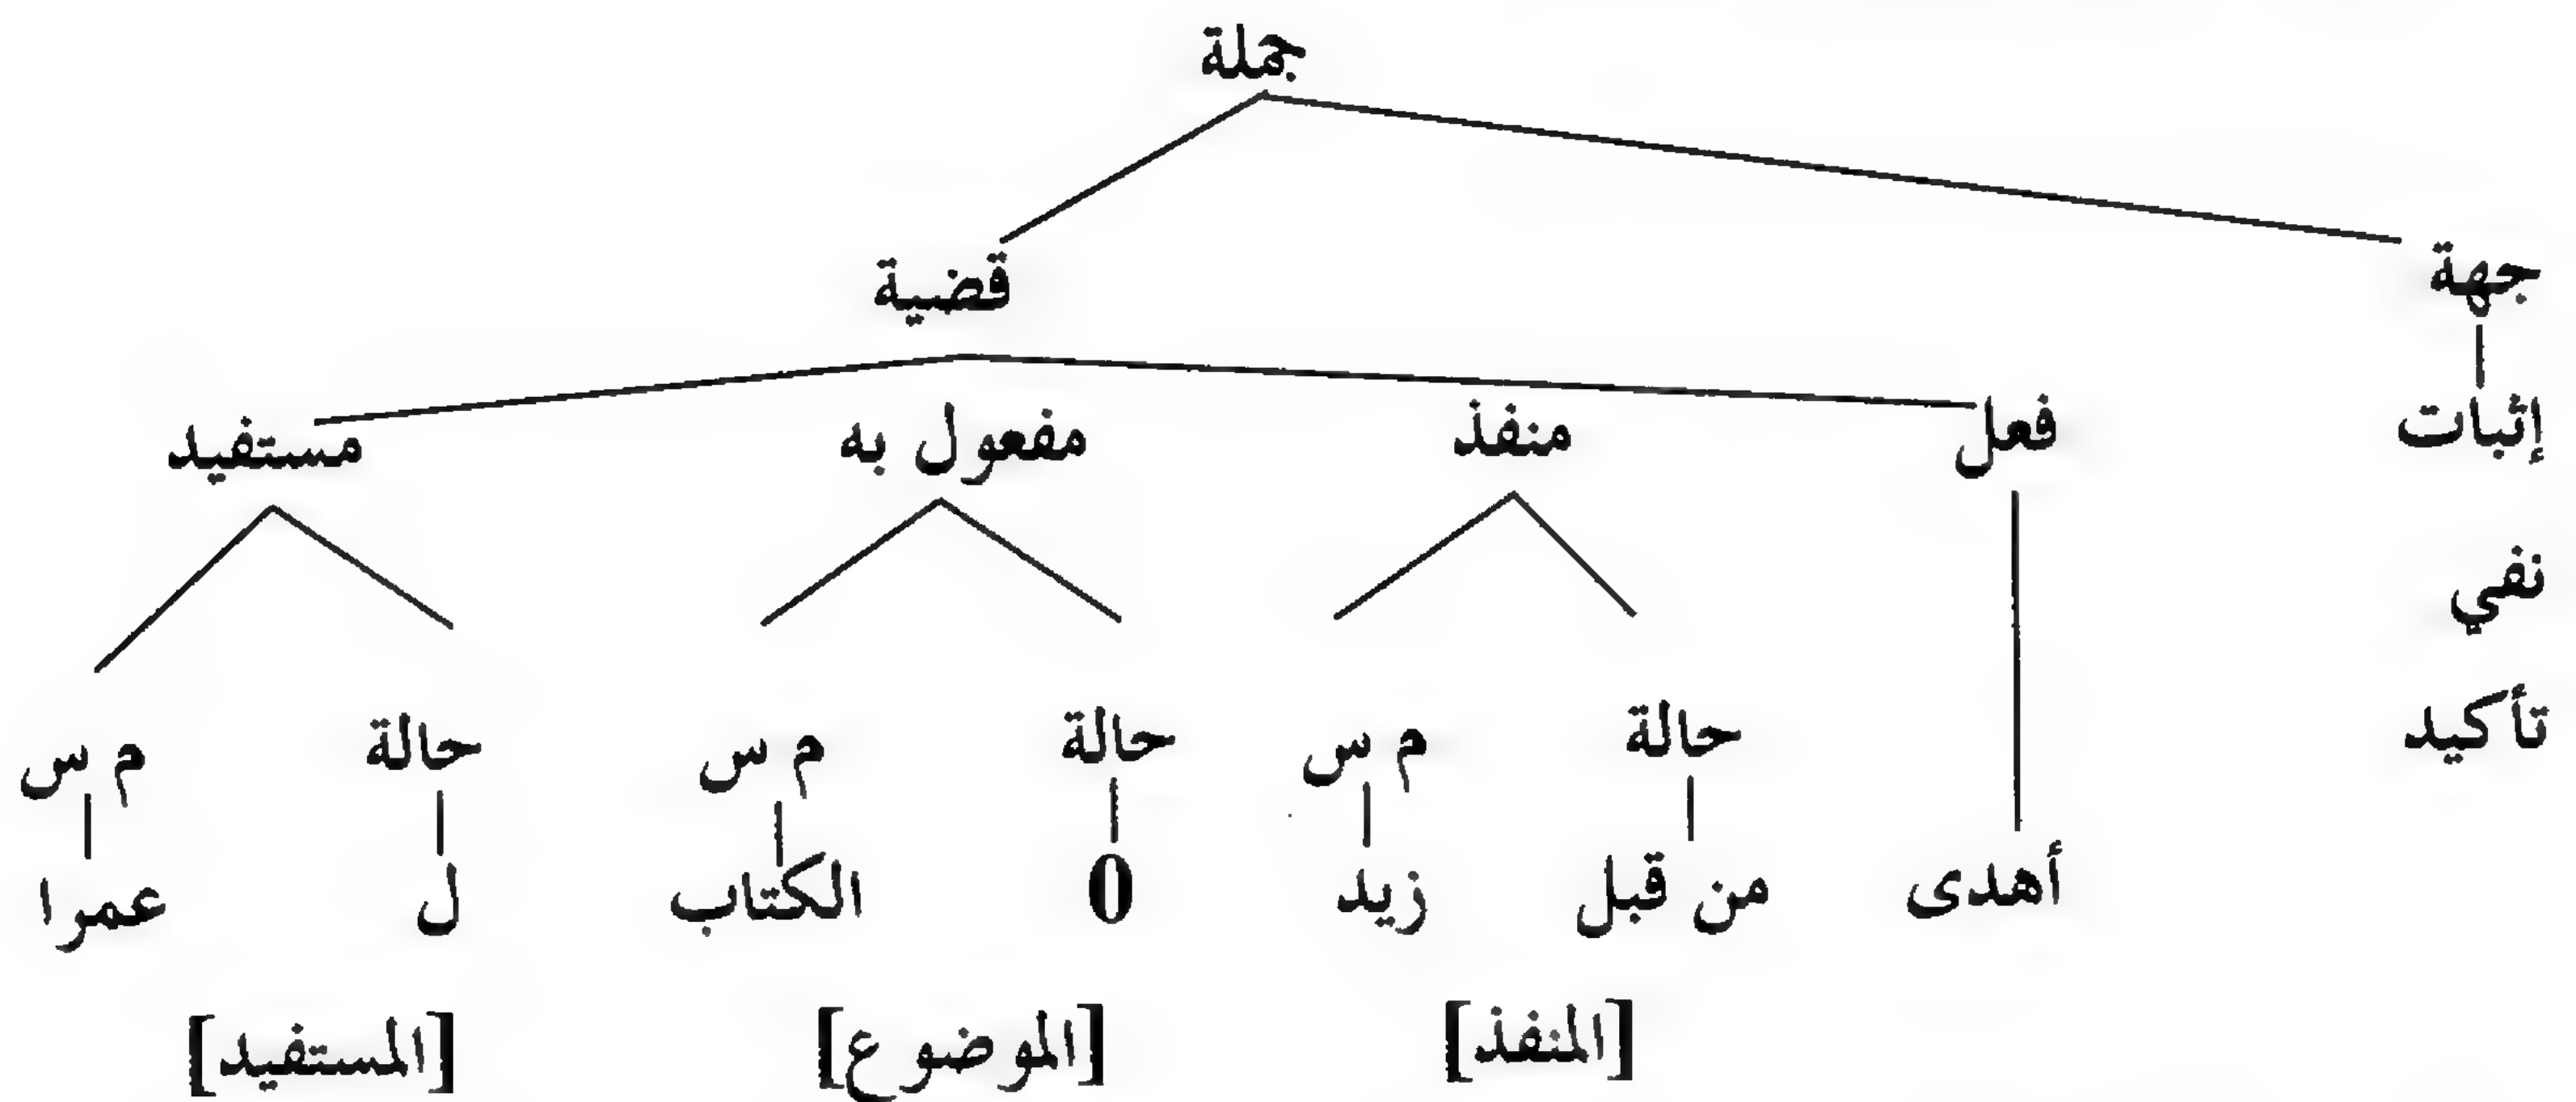 جملة
جهة قضية
إثبات فعل منفذ مفعول به مستفيد
نفي
تأكيد حالة م س حالة م س حالة م س
أهدى من قبل زيد 0 الكتاب ل عمرا
[المنفذ] [الموضوع] [المستفيد]